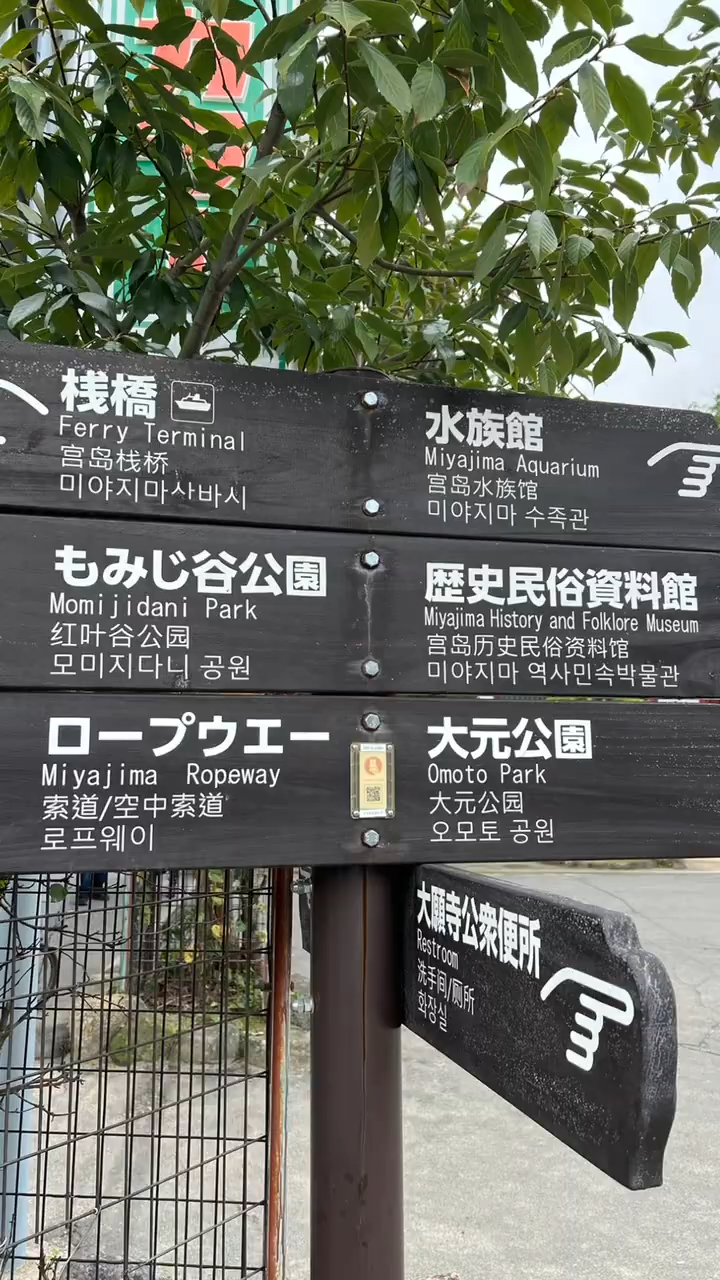 桟橋
Ferry Terminal
宫岛栈桥
미야지마사바시
水族館
Miyajima Aquarium
宫岛水族馆
미야지마 수족관
もみじ谷公園
Momijidani Park
红叶谷公园
모미지다니 공원
歴史民俗資料館
Miyajima History and Folklore Museum
宫岛历史民俗资料馆
미야지마 역사민속박물관
ロープウエー
Miyajima Ropeway
索道/空中索道
로프웨이
大元公園
Omoto Park
大元公园
오모토 공원
大願寺公衆便所
Restroom
洗手间/厕所
화장실